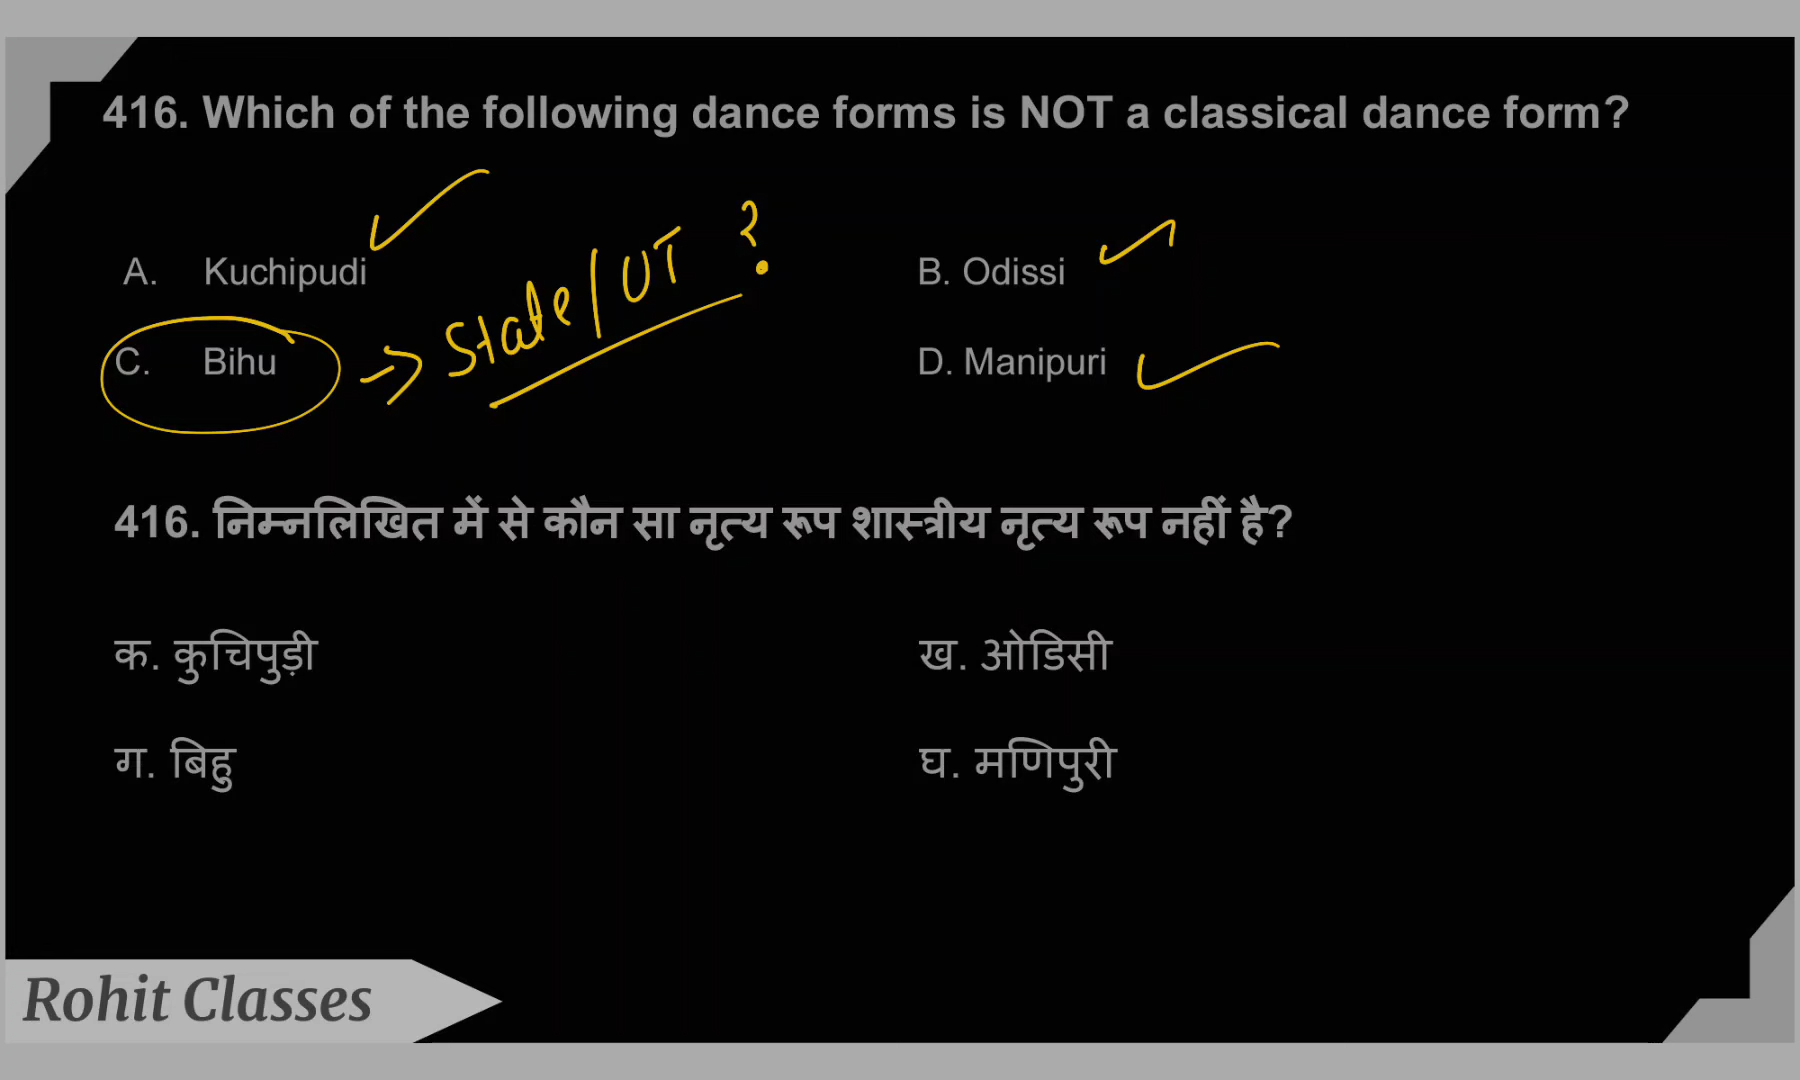 416. Which of the following dance forms is NOT a classical dance form?
A. Kuchipudi
State/UT ?
B. Odissi
C. Bihu
D. Manipuri
416. निम्नलिखित में से कौन सा नृत्य रूप शास्त्रीय नृत्य रूप नहीं है?
क. कुचिपुड़ी
ख. ओडिसी
ग. बिहु
घ. मणिपुरी
Rohit Classes